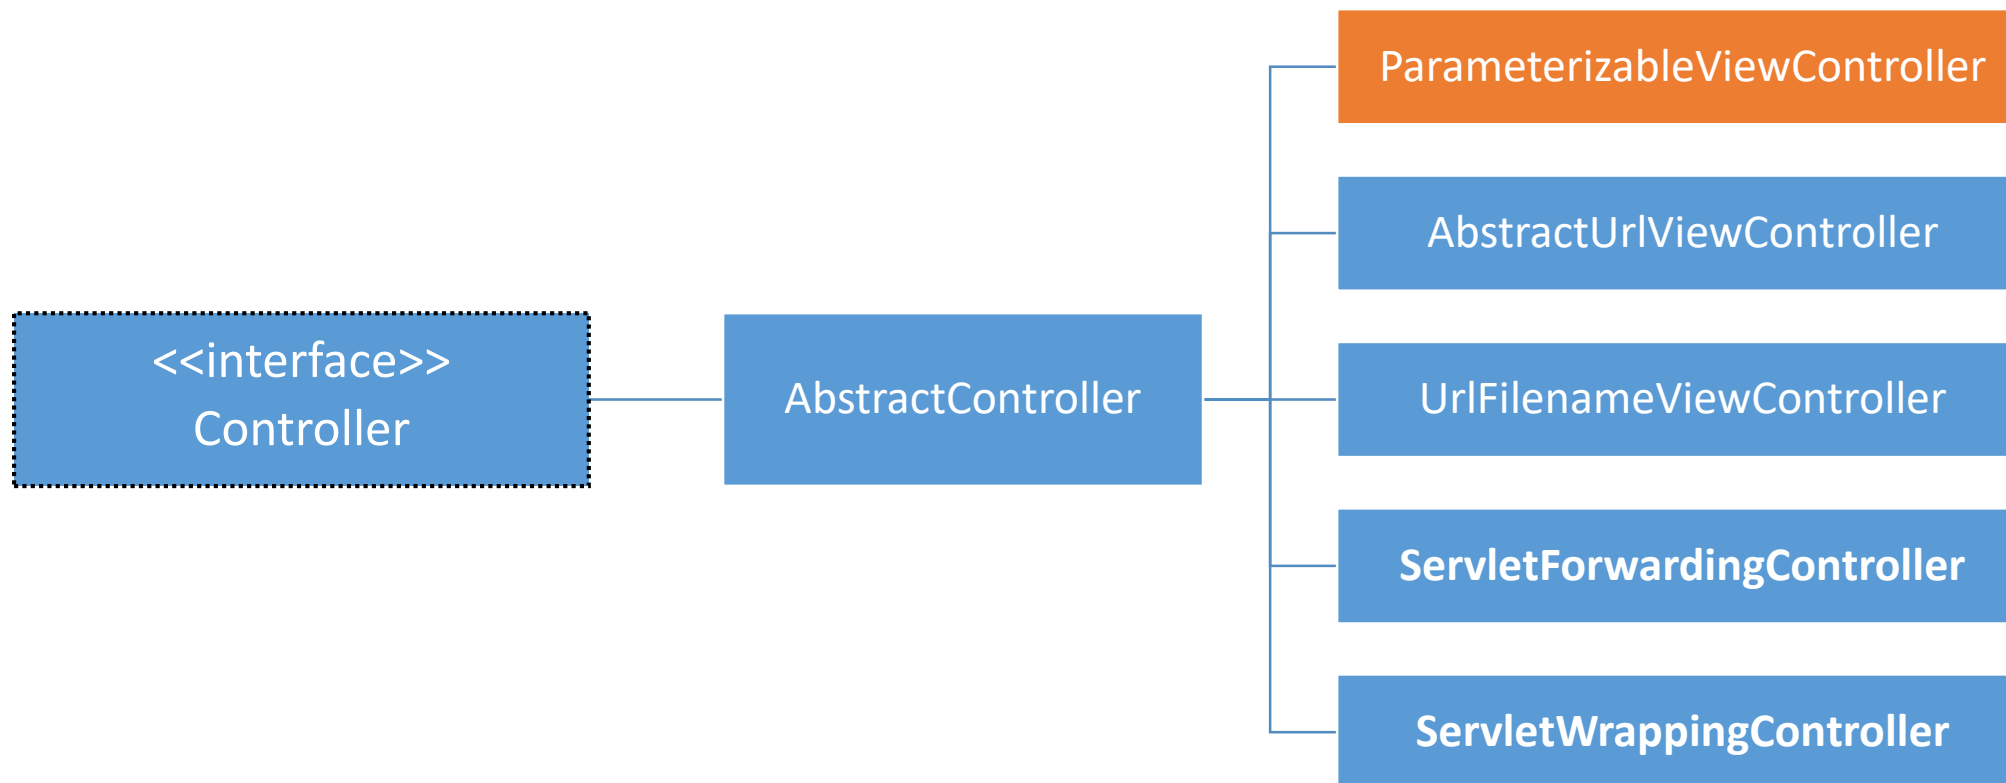 ParameterizableViewController
AbstractUrlViewController
<<interface>>
Controller
AbstractController
UrlFilenameViewController
ServletForwardingController
ServletWrappingController